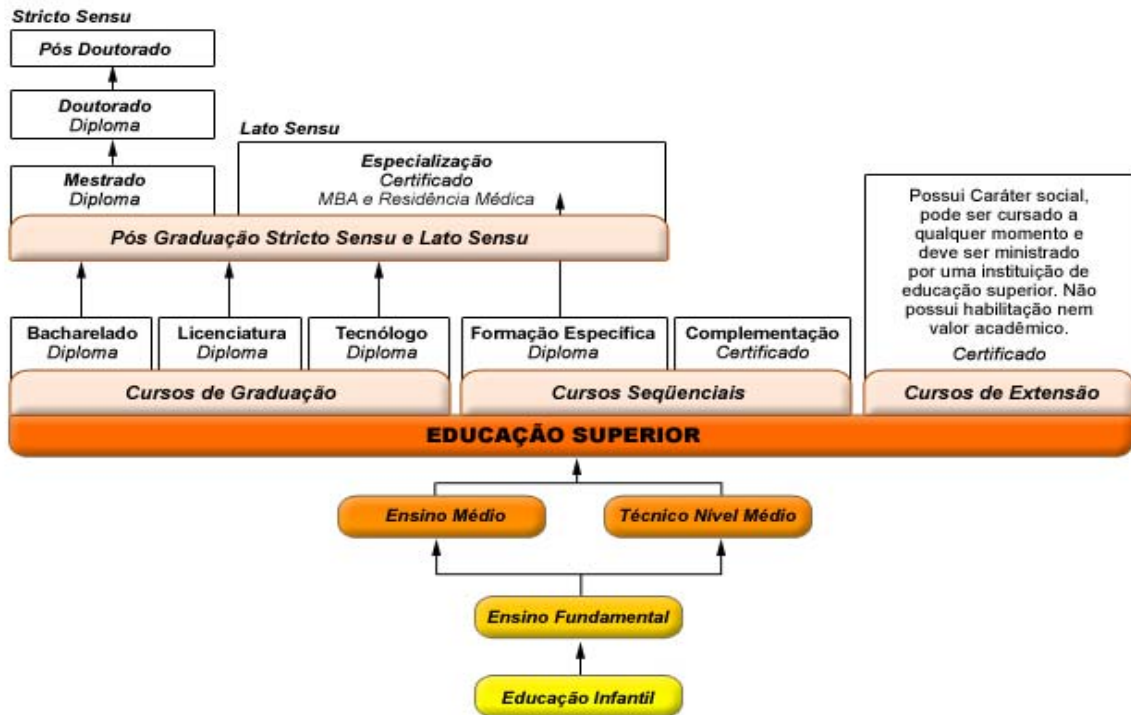 Stricto Sensu
Pós Doutorado
Doutorado
Diploma
Mestrado
Diploma
Lato Sensu
Especialização
Certificado
MBA e Residência Médica
Pós Graduação Stricto Sensu e Lato Sensu
Bacharelado
Diploma
Licenciatura
Diploma
Tecnólogo
Diploma
Formação Específica
Diploma
Complementação
Certificado
Possui Caráter social,
pode ser cursado a
qualquer momento e
deve ser ministrado
por uma instituição de
educação superior. Não
possui habilitação nem
valor acadêmico.
Certificado
Cursos de Graduação
Cursos Seqüenciais
Cursos de Extensão
EDUCAÇÃO SUPERIOR
Ensino Médio
Técnico Nível Médio
Ensino Fundamental
Educação Infantil